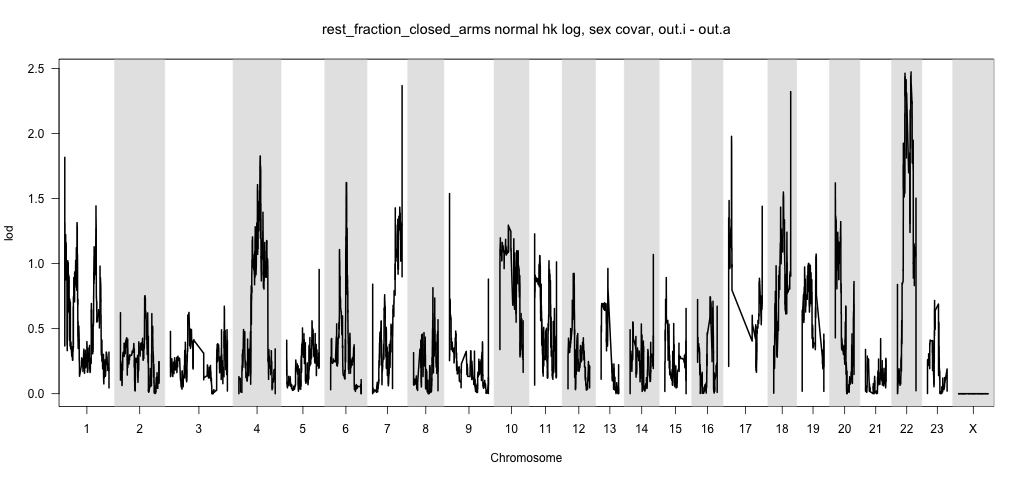 rest_fraction_closed_arms normal hk log, sex covar, out.i - out.a
2.5
2.0
1.5
1.0
0.5
0.0
lod
1 2 3 4 5 6 7 8 9 10 11 12 13 14 15 16 17 18 19 20 21 22 23 X
Chromosome